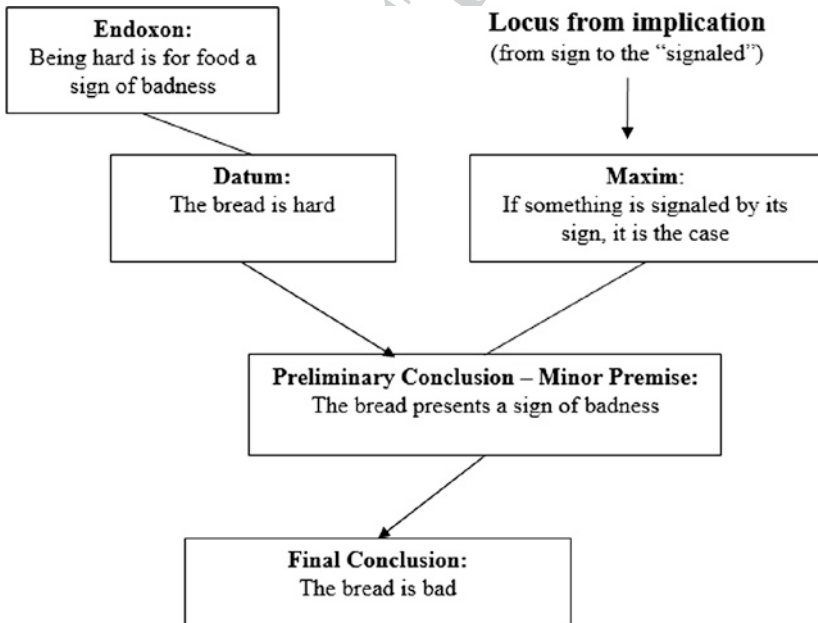 Endoxon:
Being hard is for food a
sign of badness
Locus from implication
(from sign to the “signaled”)
Datum:
The bread is hard
Maxim:
If something is signaled by its
sign, it is the case
Preliminary Conclusion – Minor Premise:
The bread presents a sign of badness
Final Conclusion:
The bread is bad